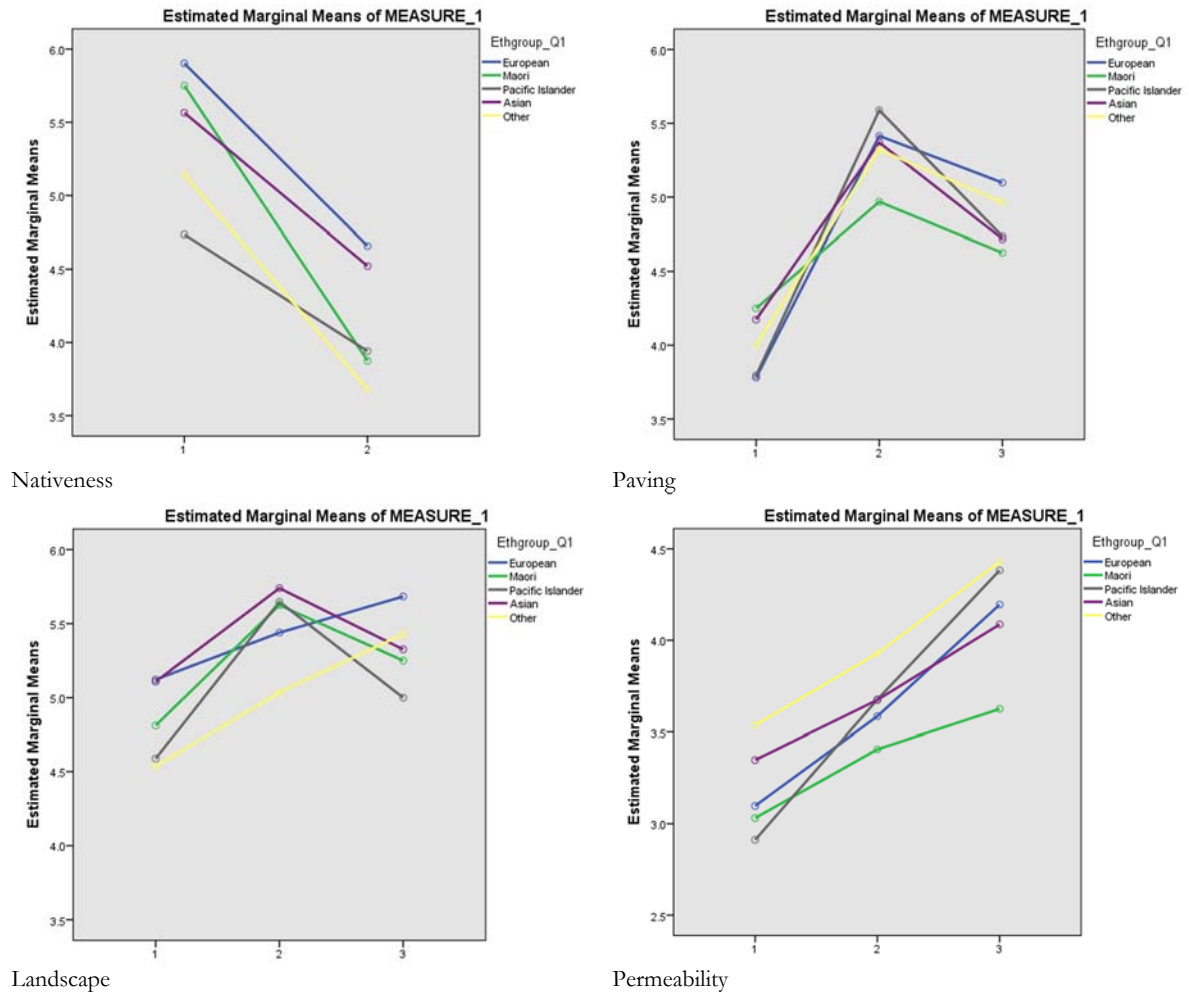 Estimated Marginal Means of MEASURE_1
Estimated Marginal Means
6.0
5.5
5.0
4.5
4.0
3.5
1 2
Ethgroup_Q1
European
Maori
Pacific Islander
Asian
Other
Nativeness
Estimated Marginal Means of MEASURE_1
Estimated Marginal Means
6.0
5.5
5.0
4.5
4.0
3.5
1 2 3
Ethgroup_Q1
European
Maori
Pacific Islander
Asian
Other
Paving
Estimated Marginal Means of MEASURE_1
Estimated Marginal Means
6.0
5.5
5.0
4.5
4.0
3.5
1 2 3
Ethgroup_Q1
European
Maori
Pacific Islander
Asian
Other
Landscape
Estimated Marginal Means of MEASURE_1
Estimated Marginal Means
4.5
4.0
3.5
3.0
2.5
1 2 3
Ethgroup_Q1
European
Maori
Pacific Islander
Asian
Other
Permeability